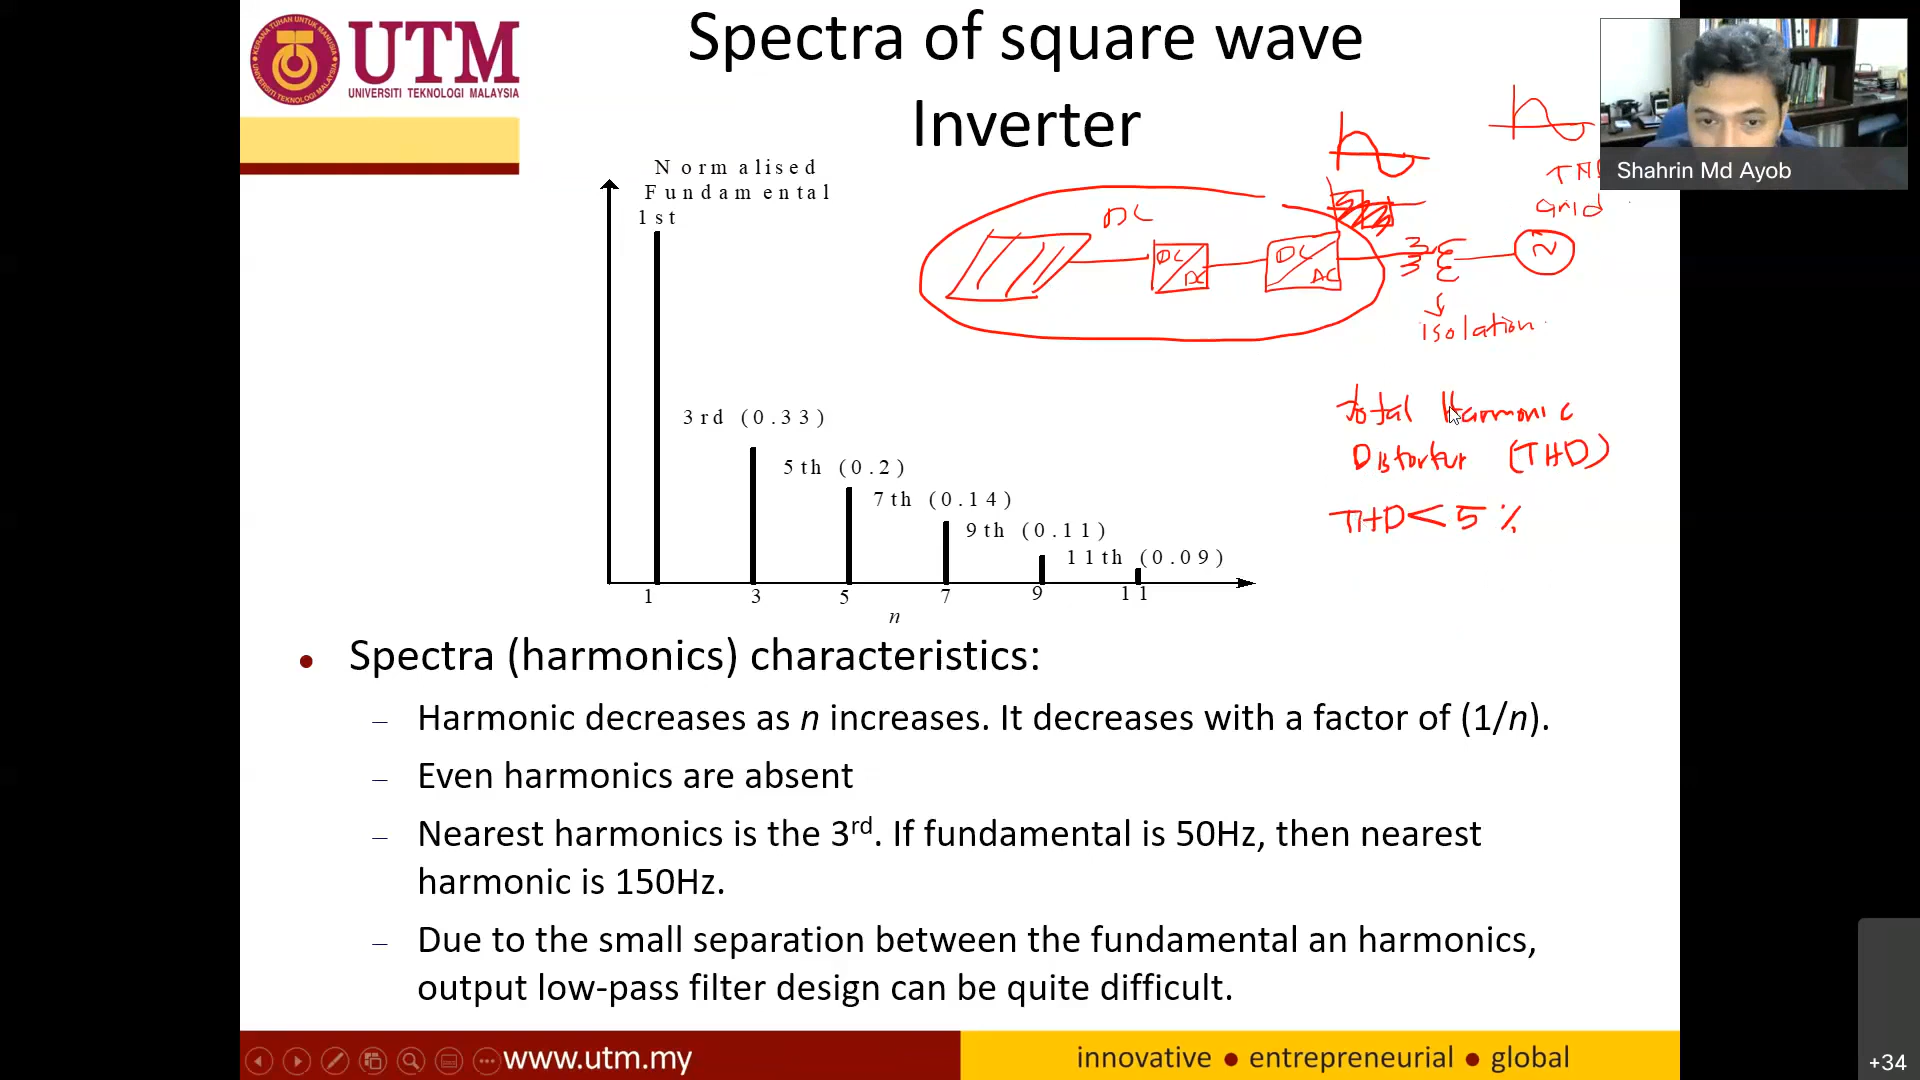 UTM
UNIVERSITI TEKNOLOGI MALAYSIA
Spectra of square wave
Inverter
Shahrin Md Ayob
Normalised
Fundamental
1st
3rd (0.33)
5th (0.2)
7th (0.14)
9th (0.11)
11th (0.09)
1
3
5
7
9
11
n
DC
DC
DC
DC
AC
Grid
isolation
Total Harmonic
(THD)
THD < 5 %
• Spectra (harmonics) characteristics:
– Harmonic decreases as n increases. It decreases with a factor of (1/n).
– Even harmonics are absent
– Nearest harmonics is the 3rd. If fundamental is 50Hz, then nearest
harmonic is 150Hz.
– Due to the small separation between the fundamental an harmonics,
output low-pass filter design can be quite difficult.
www.utm.my
innovative ● entrepreneurial ● global
+34